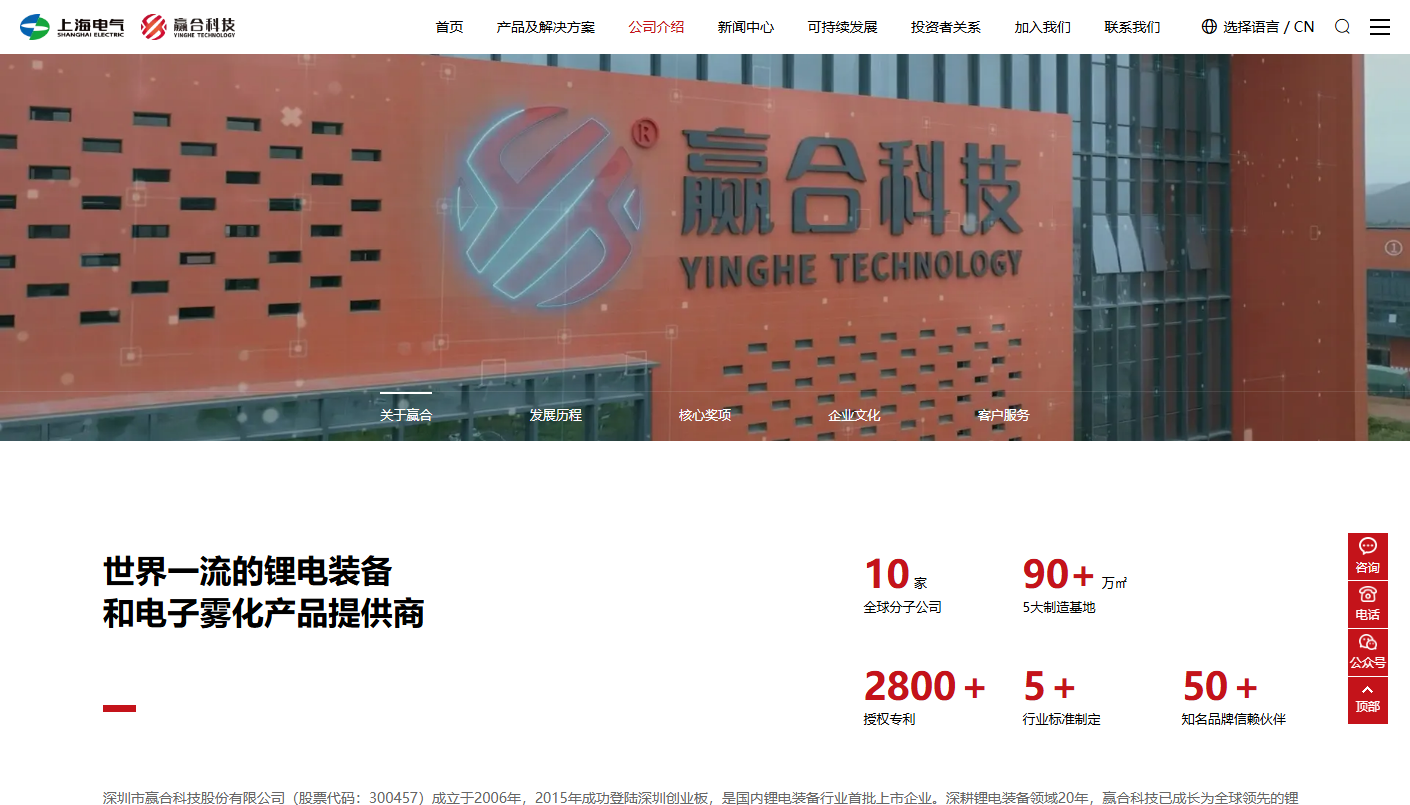 上海电气
SHANGHAI ELECTRIC
赢合科技
YINGHE TECHNOLOGY
首页
产品及解决方案
公司介绍
新闻中心
可持续发展
投资者关系
加入我们
联系我们
选择语言 / CN
赢合科技®
YINGHE TECHNOLOGY
①
关于赢合
发展历程
核心奖项
企业文化
客户服务
世界一流的锂电装备
和电子雾化产品提供商
10 家
全球分子公司
90+ 万㎡
5大制造基地
2800 +
授权专利
5 +
行业标准制定
50 +
知名品牌信赖伙伴
咨询
电话
公众号
顶部
深圳市赢合科技股份有限公司（股票代码：300457）成立于2006年，2015年成功登陆深圳创业板，是国内锂电装备行业首批上市企业。深耕锂电装备领域20年，赢合科技已成长为全球领先的锂